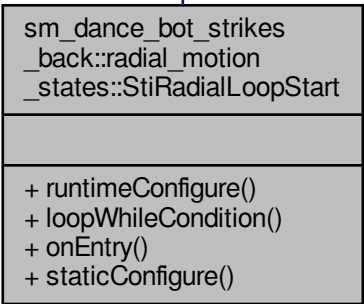 sm_dance_bot_strikes
_back::radial_motion
_states::StiRadialLoopStart
+ runtimeConfigure()
+ loopWhileCondition()
+ onEntry()
+ staticConfigure()